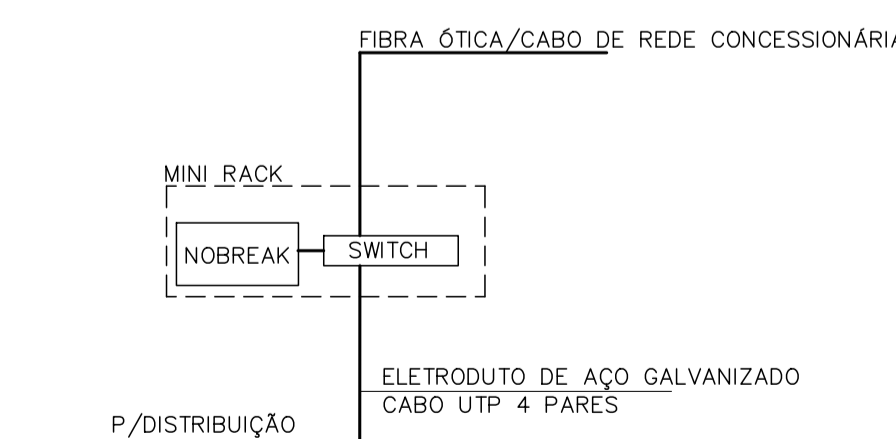 FIBRA ÓTICA/CABO DE REDE CONCESSIONÁRIA
MINI RACK
NOBREAK
SWITCH
ELETRODUTO DE AÇO GALVANIZADO
CABO UTP 4 PARES
P/DISTRIBUIÇÃO